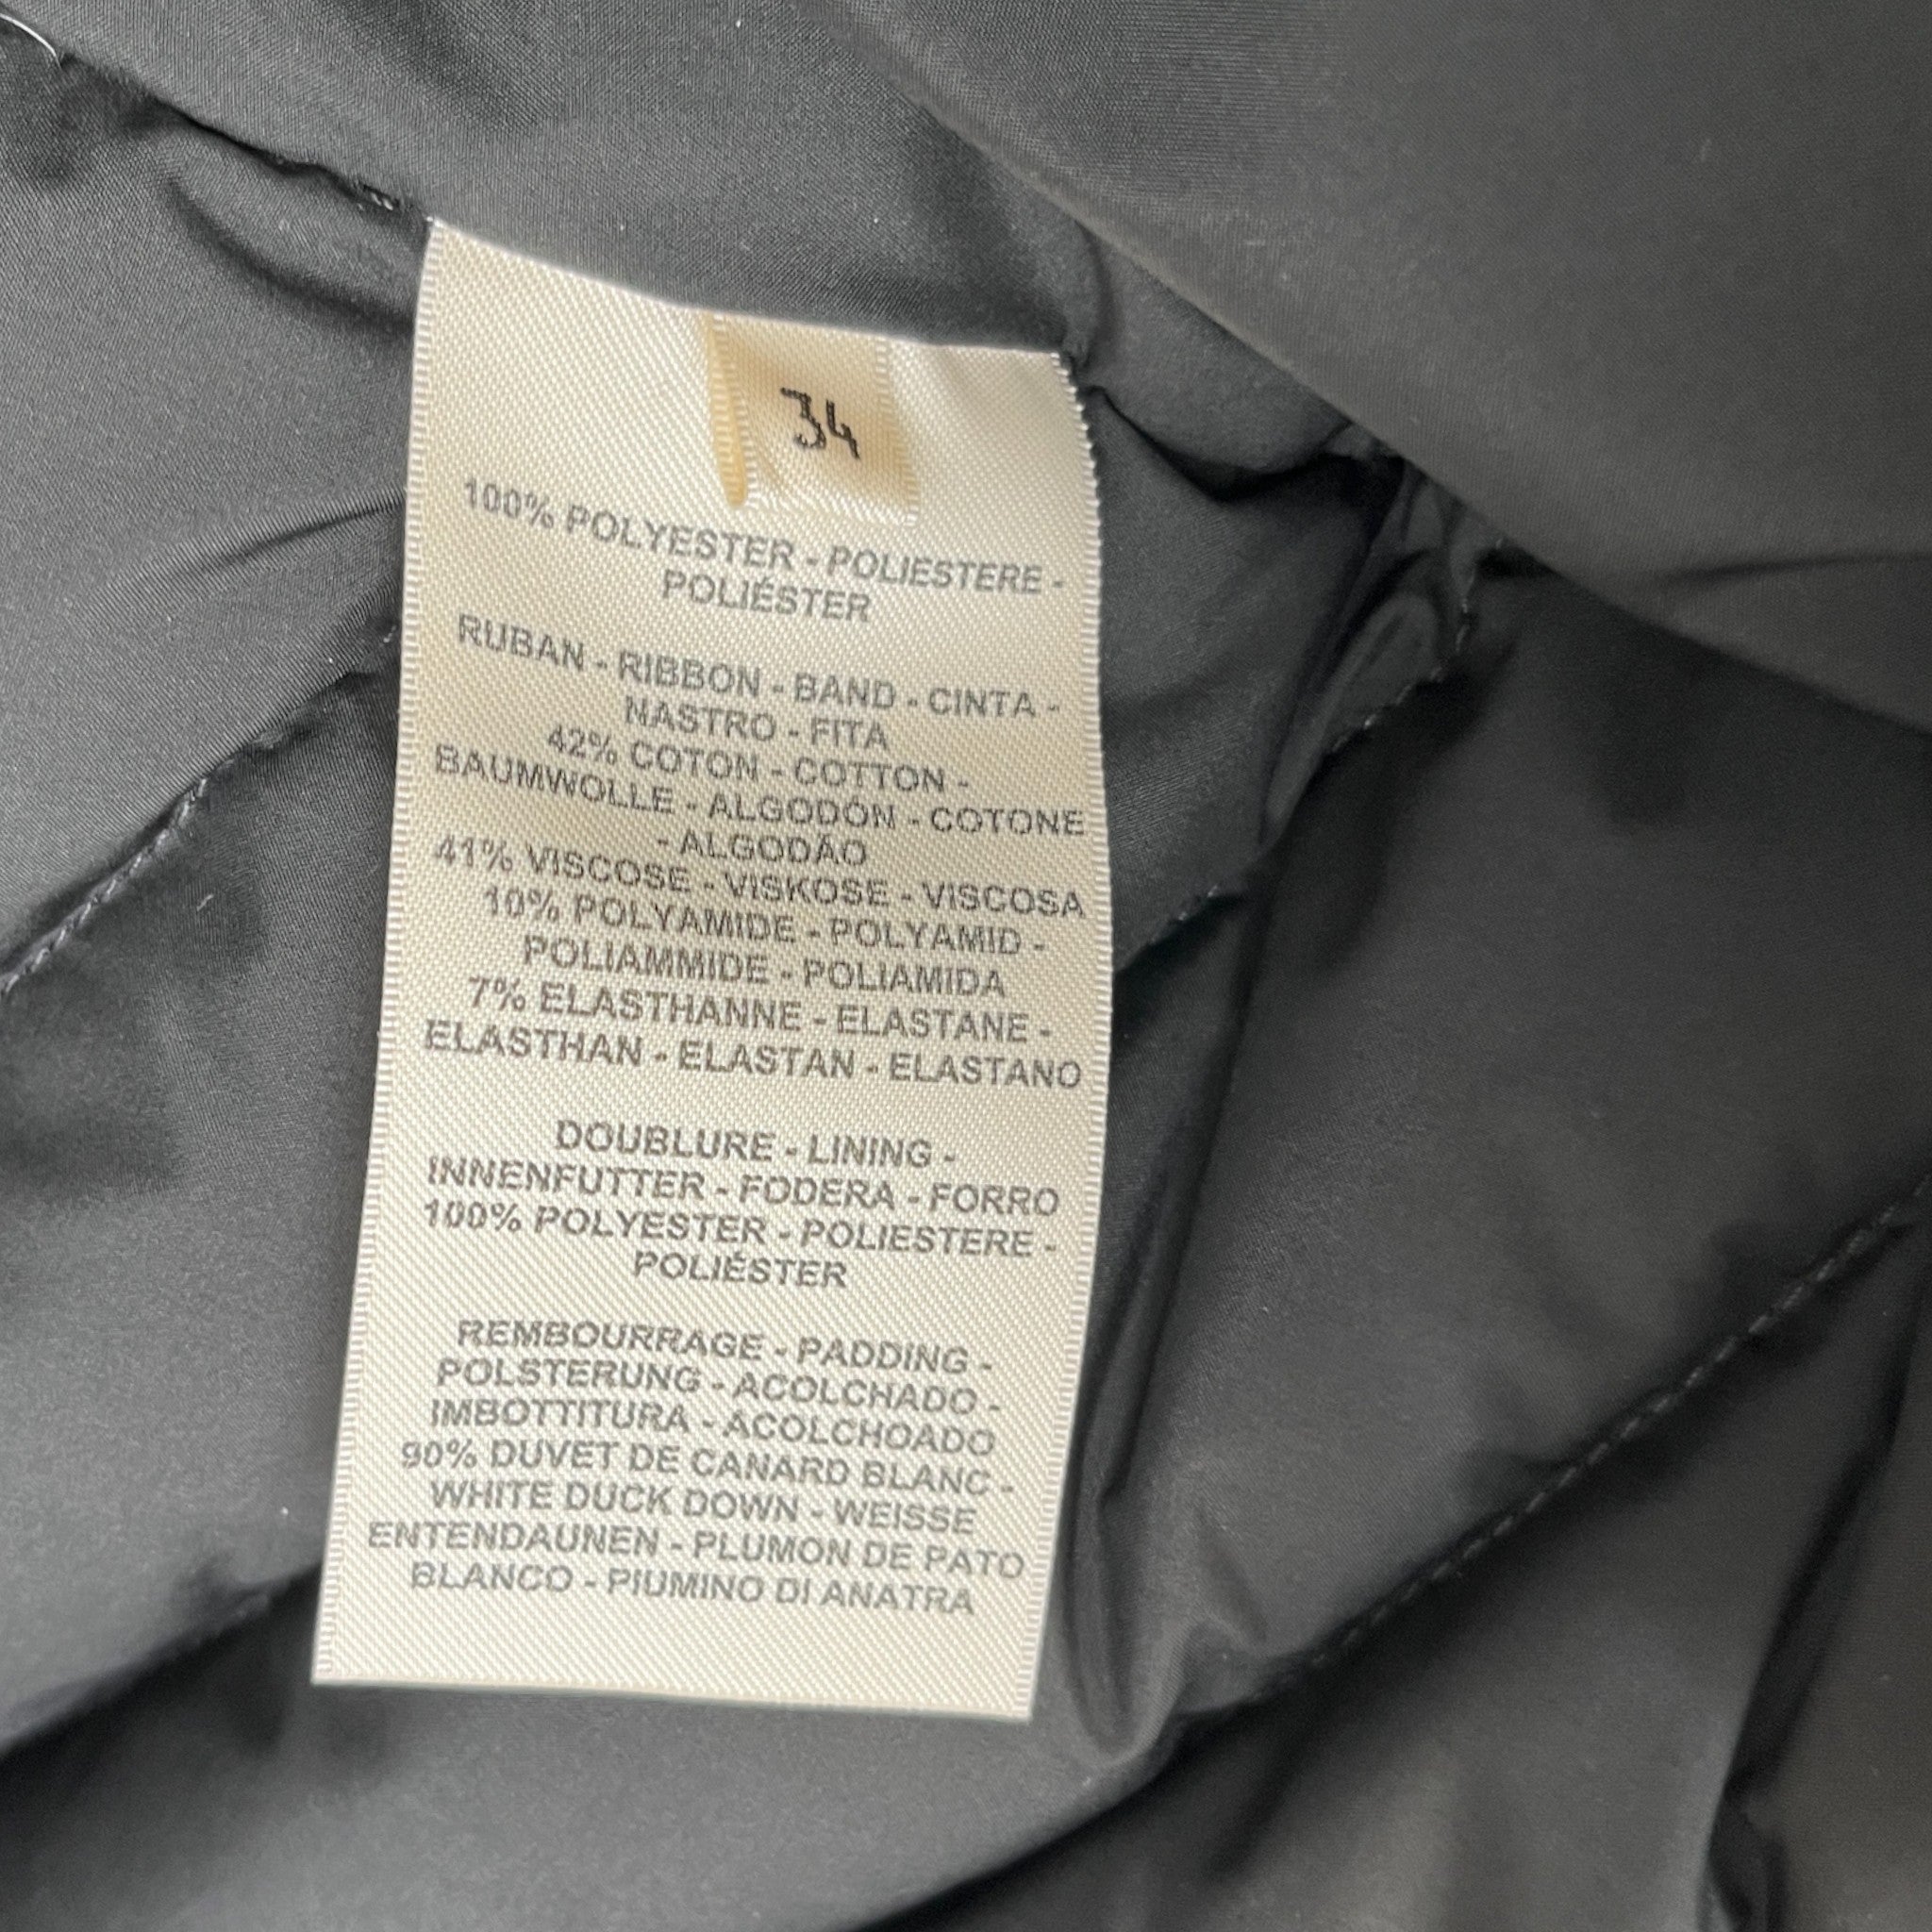 34
100% POLYESTER - POLIESTERE -
POLIÉSTER
RUBAN - RIBBON - BAND - CINTA -
NASTRO - FITA
42% COTON - COTTON -
BAUMWOLLE - ALGODÓN - COTONE
- ALGODÃO
41% VISCOSE - VISKOSE - VISCOSA
10% POLYAMIDE - POLYAMID -
POLIAMMIDE - POLIAMIDA
7% ELASTHANNE - ELASTANE -
ELASTHAN - ELASTAN - ELASTANO
DOUBLURE - LINING -
INNENFUTTER - FODERA - FORRO
100% POLYESTER - POLIESTERE -
POLIÉSTER
REMBOURRAGE - PADDING -
POLSTERUNG - ACOLCHADO -
IMBOTTITURA - ACOLCHOADO
90% DUVET DE CANARD BLANC -
WHITE DUCK DOWN - WEISSE
ENTENDAUNEN - PLUMON DE PATO
BLANCO - PIUMINO DI ANATRA